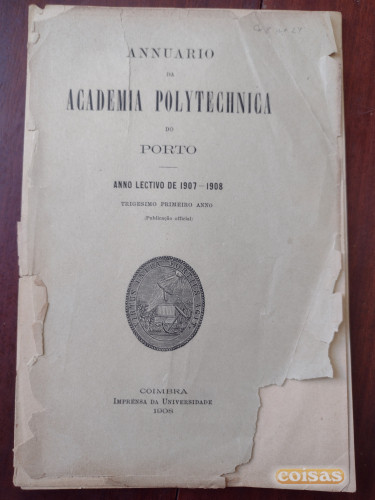 ANNUARIO
DA
ACADEMIA POLYTECHNICA
DO
PORTO
ANNO LECTIVO DE 1907-1908
TRIGESIMO PRIMEIRO ANNO
(Publicação official)
COIMBRA
IMPRENSA DA UNIVERSIDADE
1908
coisas